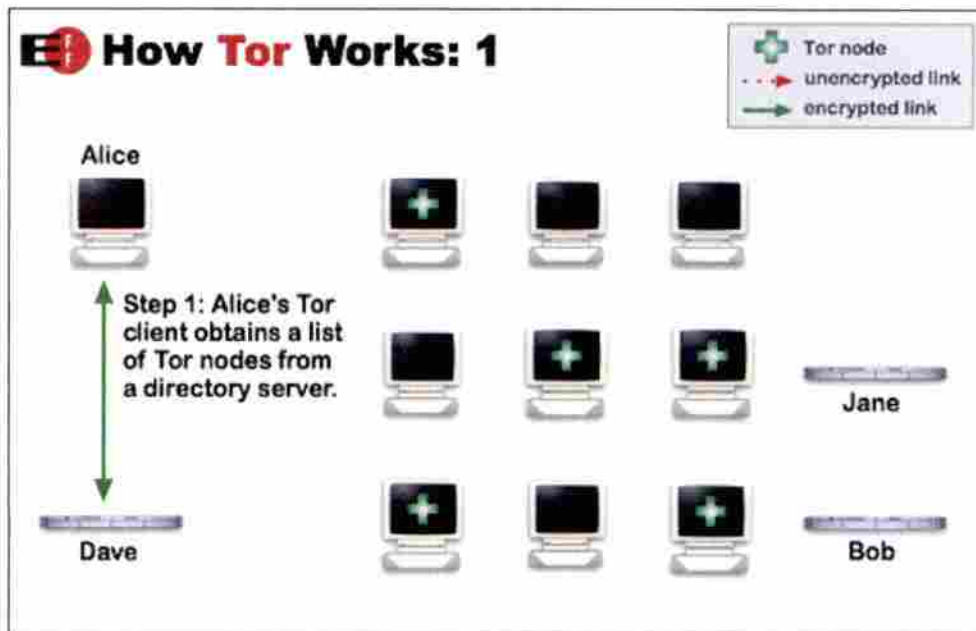 EFF How Tor Works: 1
Tor node
unencrypted link
encrypted link
Alice
Step 1: Alice's Tor
client obtains a list
of Tor nodes from
a directory server.
Jane
Dave
Bob